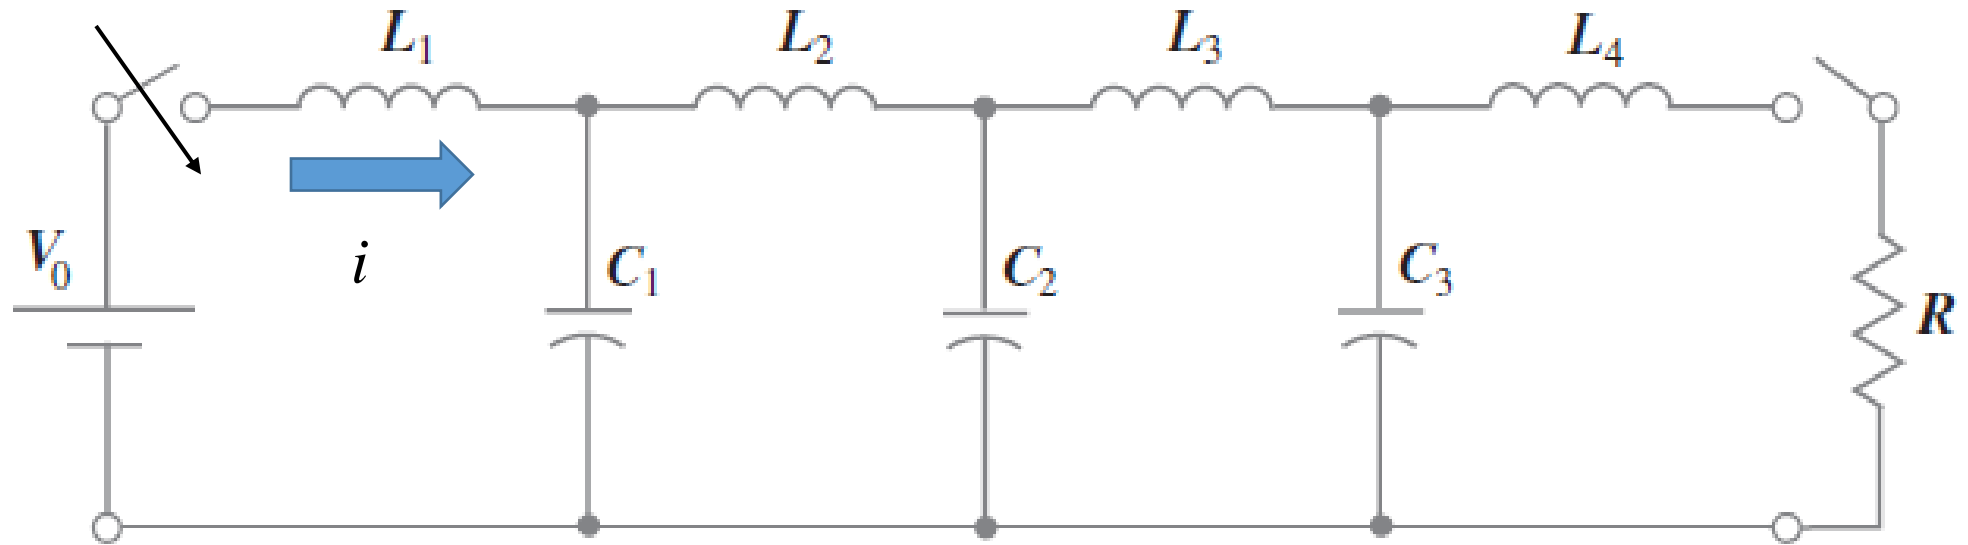 L₁ L₂ L₃ L₄
V₀ i C₁ C₂ C₃ R